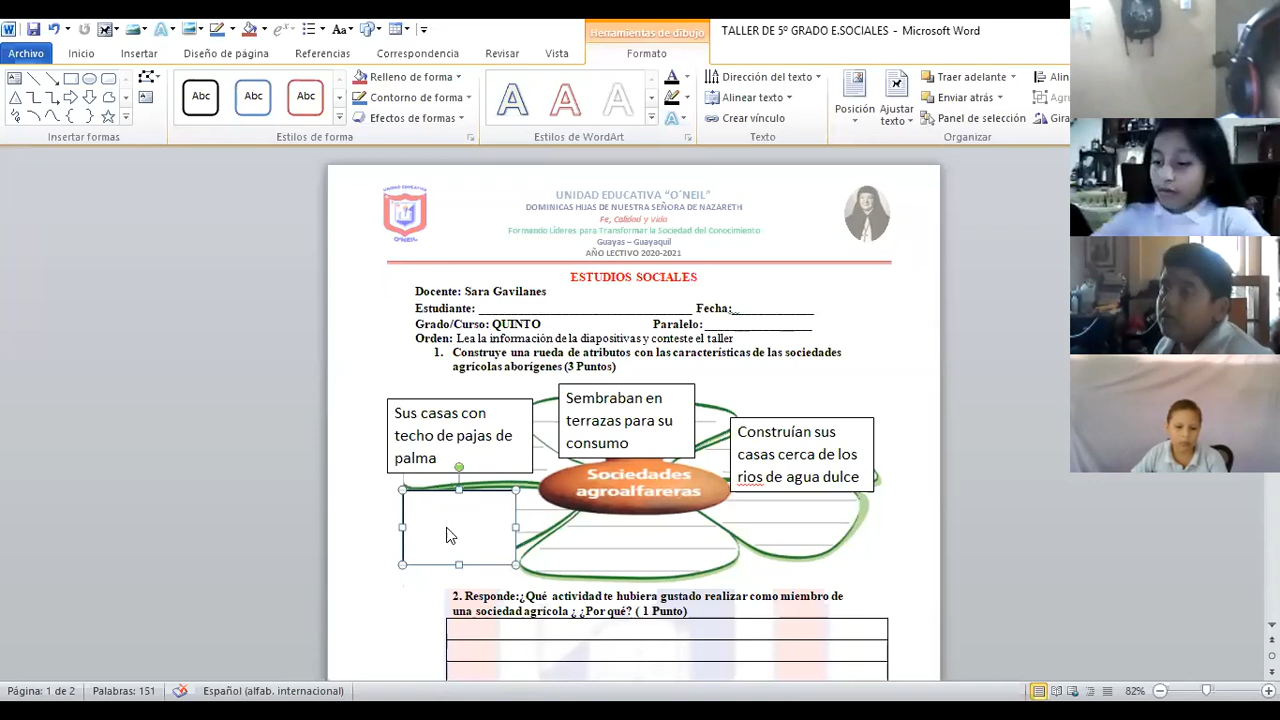 TALLER DE 5º GRADO E.SOCIALES - Microsoft Word
Herramientas de dibujo
Archivo Inicio Insertar Diseño de página Referencias Correspondencia Revisar Vista Formato
Abc Abc Abc
Relleno de forma
Contorno de forma
Efectos de forma
Dirección del texto
Alinear texto
Crear vínculo
Posición
Ajustar texto
Traer adelante
Enviar atrás
Panel de selección
Insertar formas Estilos de forma Estilos de WordArt Texto Organizar
UNIDAD EDUCATIVA “O´NEIL”
DOMINICAS HIJAS DE NUESTRA SEÑORA DE NAZARETH
Fe, Calidad y Vida
Formando Líderes para Transformar la Sociedad del Conocimiento
Guayas – Guayaquil
AÑO LECTIVO 2020-2021
ESTUDIOS SOCIALES
Docente: Sara Gavilanes
Estudiante: Fecha:
Grado/Curso: QUINTO Paralelo:
Orden: Lea la información de la diapositivas y conteste el taller
1. Construye una rueda de atributos con las características de las sociedades
agrícolas aborígenes (3 Puntos)
Sus casas con
techo de pajas de
palma
Sembraban en
terrazas para su
consumo
Construían sus
casas cerca de los
rios de agua dulce
Sociedades
agroalfareras
2. Responde:¿Qué actividad te hubiera gustado realizar como miembro de
una sociedad agrícola ¿ ¿Por qué? ( 1 Punto)
Página: 1 de 2 Palabras: 151 Español (alfab. internacional) 82%